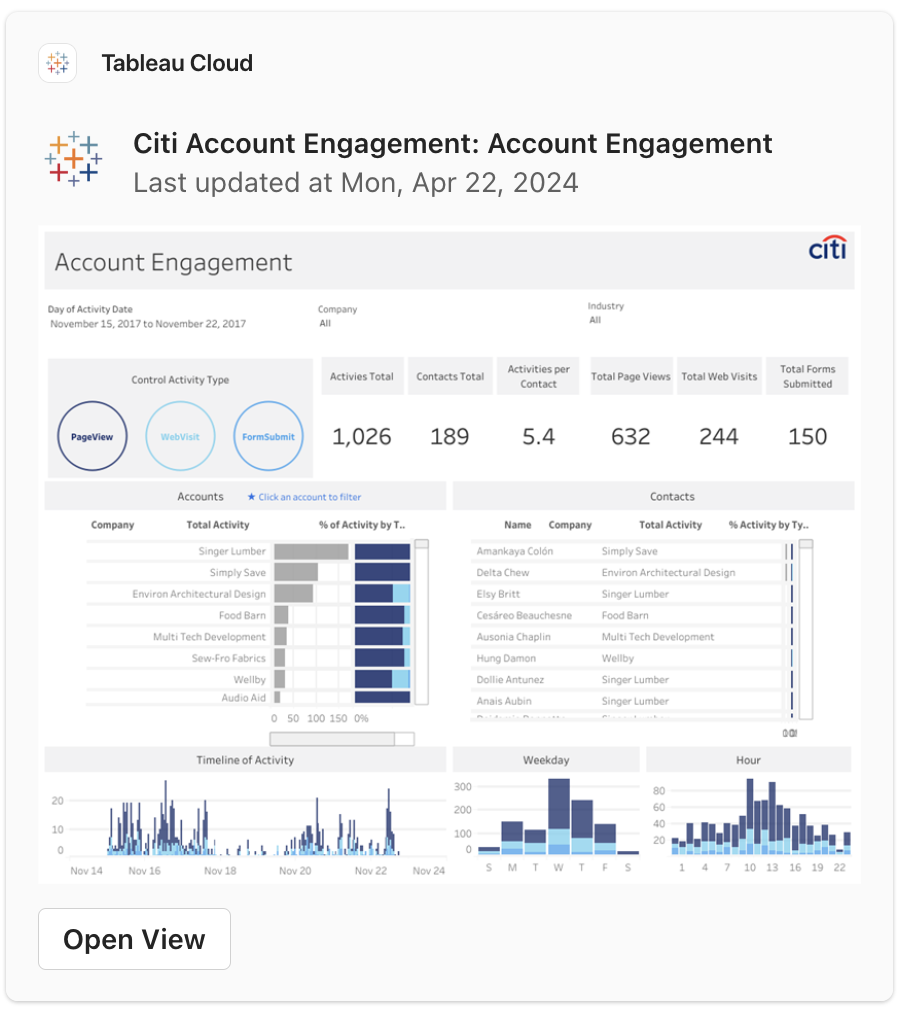 Tableau Cloud
Citi Account Engagement: Account Engagement
Last updated at Mon, Apr 22, 2024
Account Engagement
citi
Day of Activity Date
November 15, 2017 to November 22, 2017
Company
All
Industry
All
Control Activity Type
PageView
WebVisit
FormSubmit
Activies Total
Contacts Total
Activities per
Contact
Total Page Views
Total Web Visits
Total Forms
Submitted
1,026
189
5.4
632
244
150
Accounts
★ Click an account to filter
Company Total Activity % of Activity by T..
Singer Lumber
Simply Save
Environ Architectural Design
Food Barn
Multi Tech Development
Sew-Fro Fabrics
Wellby
Audio Aid
0 50 100 150 0%
Contacts
Name Company Total Activity % Activity by Ty..
Amankaya Colón Simply Save
Delta Chew Environ Architectural Design
Elsy Britt Singer Lumber
Cesáreo Beauchesne Food Barn
Ausonia Chaplin Multi Tech Development
Hung Damon Wellby
Dollie Antunez Singer Lumber
Anais Aubin Singer Lumber
Timeline of Activity
20
10
0
Nov 14 Nov 16 Nov 18 Nov 20 Nov 22 Nov 24
Weekday
300
200
100
0
S M T W T F S
Hour
80
60
40
20
1 4 7 10 13 16 19 22
Open View